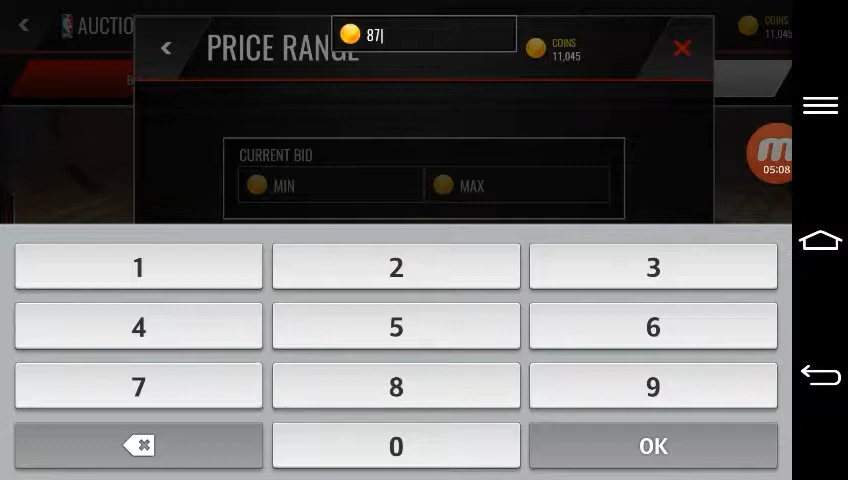 AUCTIO
PRICE RANGE
87
COINS
11,045
COINS
11,045
B
CURRENT BID
MIN
MAX
05:08
1
2
3
4
5
6
7
8
9
0
OK